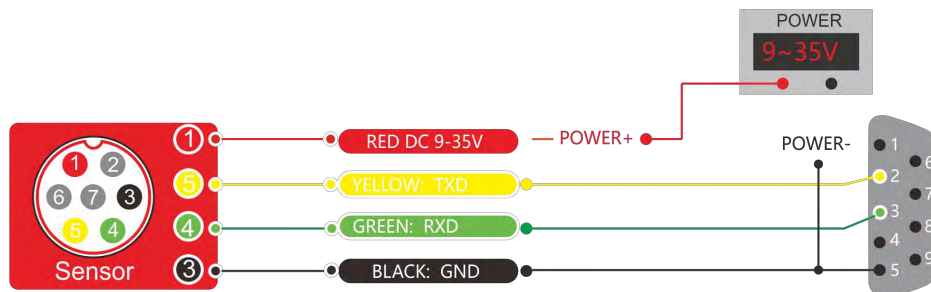 POWER
9~35V
1 RED DC 9-35V POWER+
POWER-
5 YELLOW: TXD
4 GREEN: RXD
3 BLACK: GND
1 2
6 7 3
5 4
Sensor
1
6
2
7
3
8
4
9
5